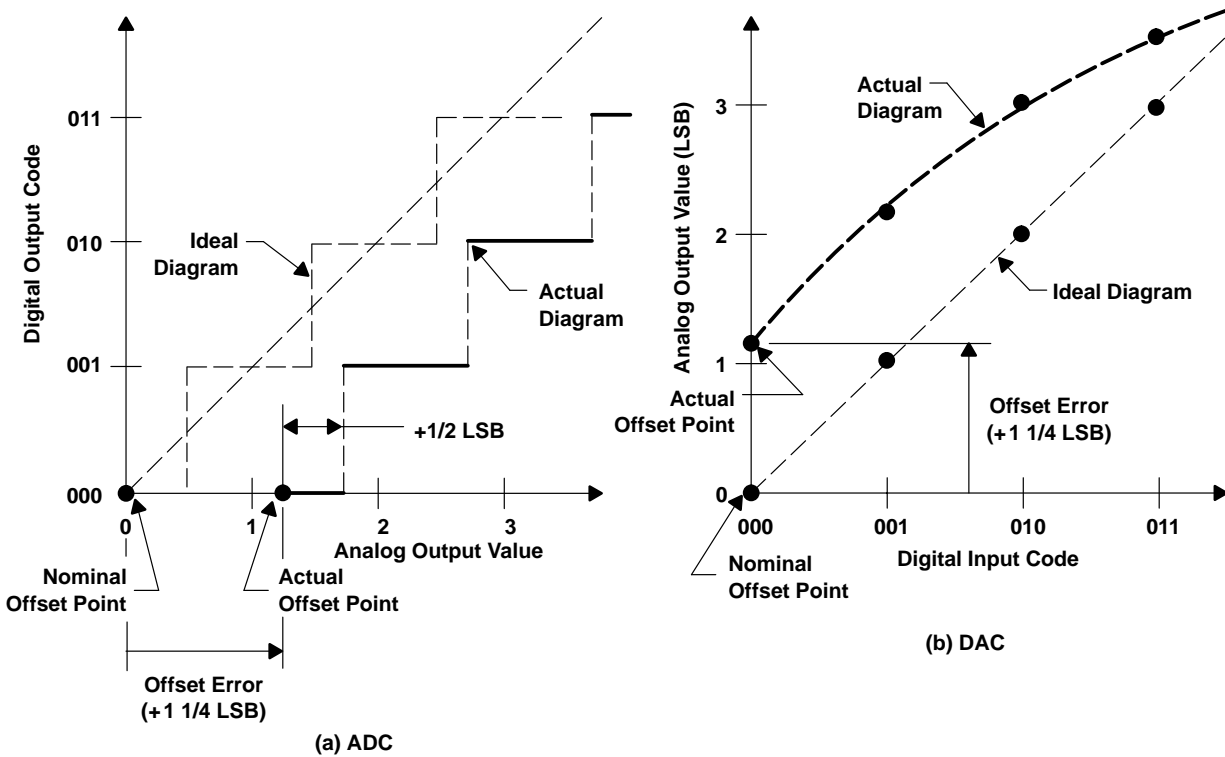 Digital Output Code
011
010
001
000
0
1
2
3
Analog Output Value
Ideal
Diagram
Actual
Diagram
+1/2 LSB
Nominal
Offset Point
Actual
Offset Point
Offset Error
(+1 1/4 LSB)
(a) ADC
Analog Output Value (LSB)
3
2
1
0
000
001
010
011
Digital Input Code
Actual
Diagram
Ideal Diagram
Actual
Offset Point
Offset Error
(+1 1/4 LSB)
Nominal
Offset Point
(b) DAC